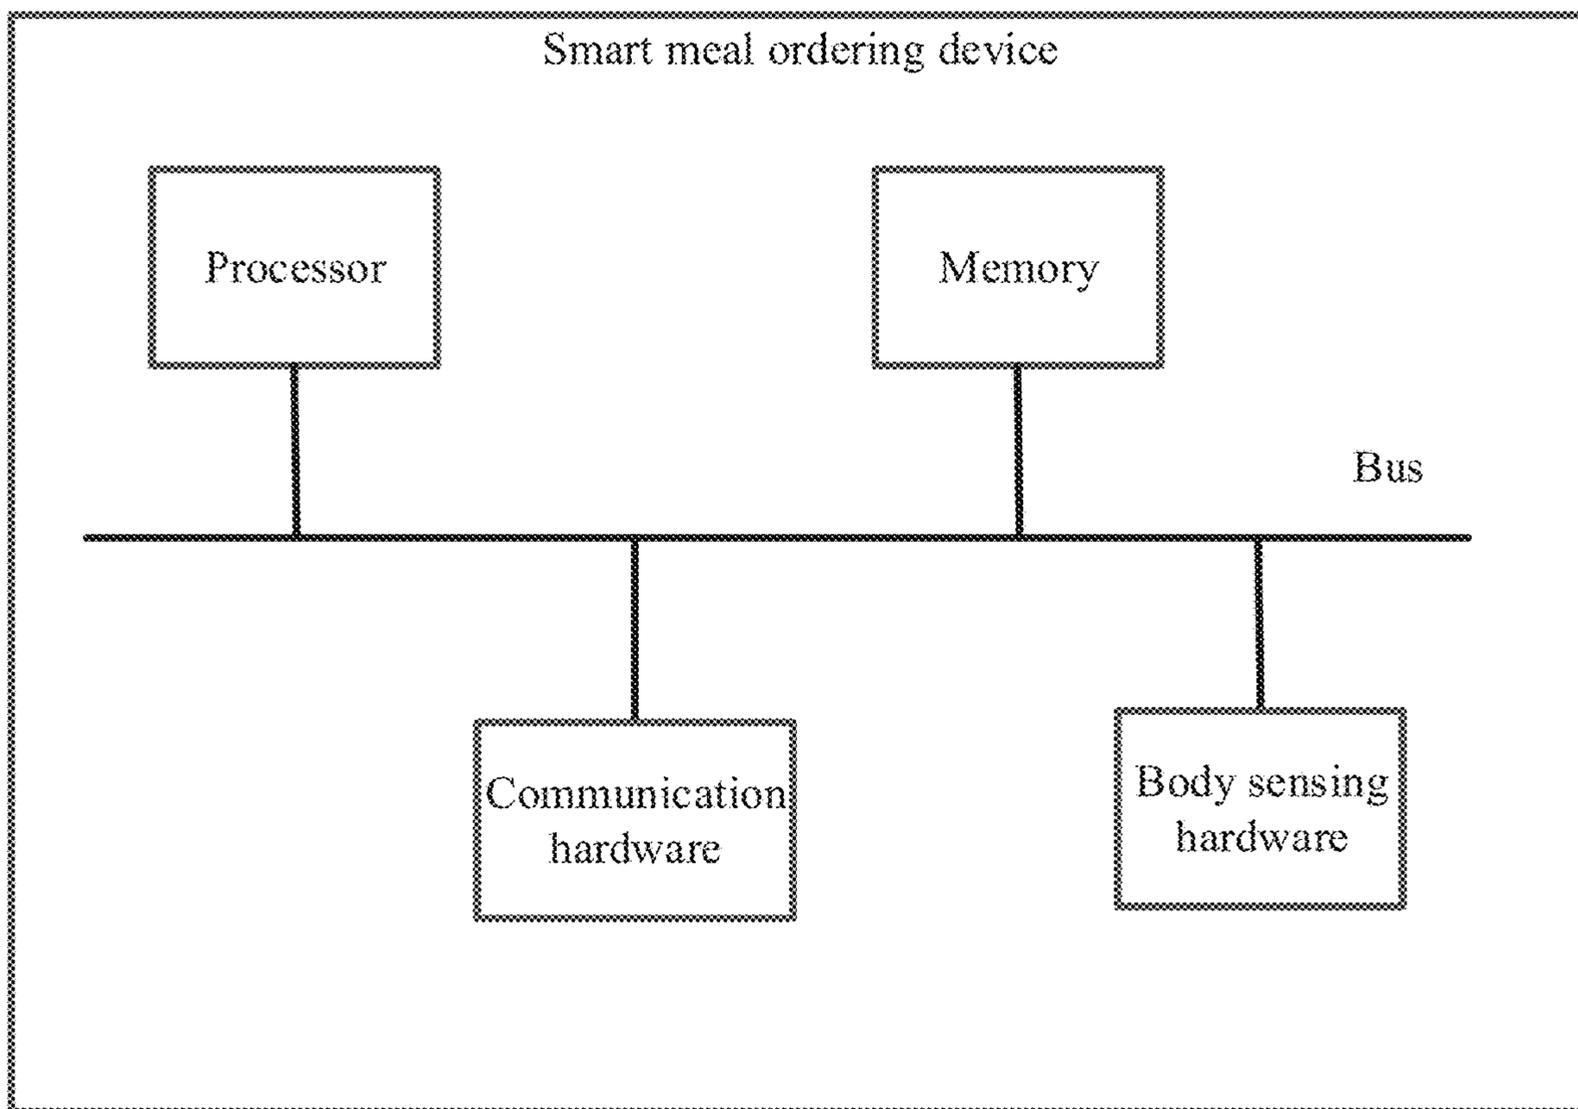 Smart meal ordering device
Processor
Memory
Bus
Communication
hardware
Body sensing
hardware